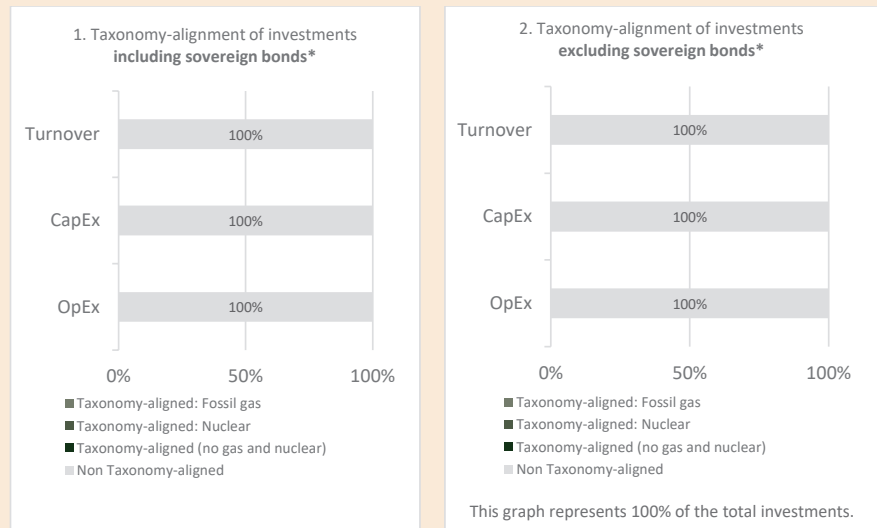 1. Taxonomy-alignment of investments
including sovereign bonds*
Turnover
100%
CapEx
100%
OpEx
100%
0%
50%
100%
Taxonomy-aligned: Fossil gas
Taxonomy-aligned: Nuclear
Taxonomy-aligned (no gas and nuclear)
Non Taxonomy-aligned
2. Taxonomy-alignment of investments
excluding sovereign bonds*
Turnover
100%
CapEx
100%
OpEx
100%
0%
50%
100%
Taxonomy-aligned: Fossil gas
Taxonomy-aligned: Nuclear
Taxonomy-aligned (no gas and nuclear)
Non Taxonomy-aligned
This graph represents 100% of the total investments.